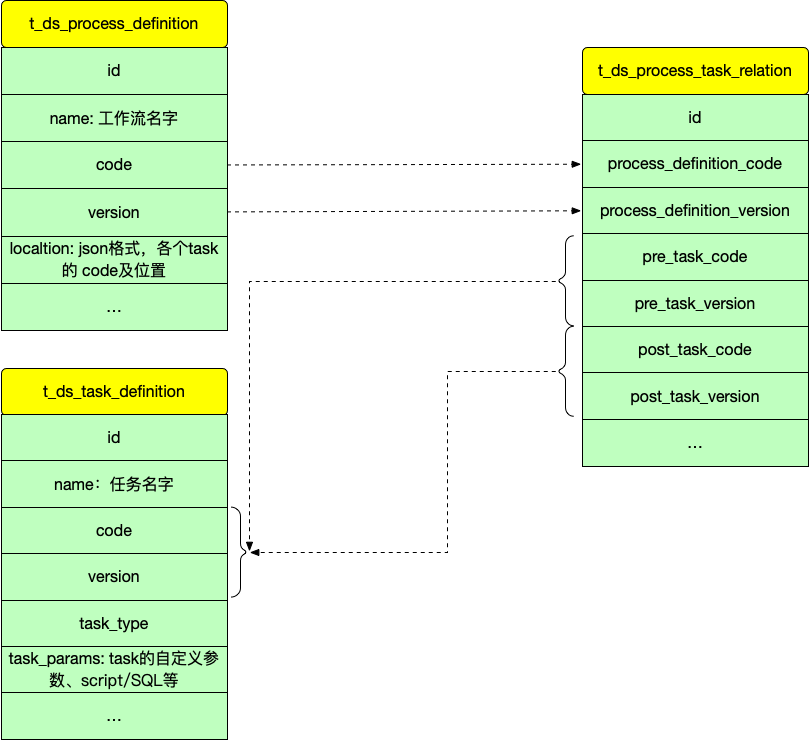 t_ds_process_definition
id
name: 工作流名字
code
version
localtion: json格式，各个task
的 code及位置
...
t_ds_task_definition
id
name：任务名字
code
version
task_type
task_params: task的自定义参
数、script/SQL等
...
t_ds_process_task_relation
id
process_definition_code
process_definition_version
pre_task_code
pre_task_version
post_task_code
post_task_version
...